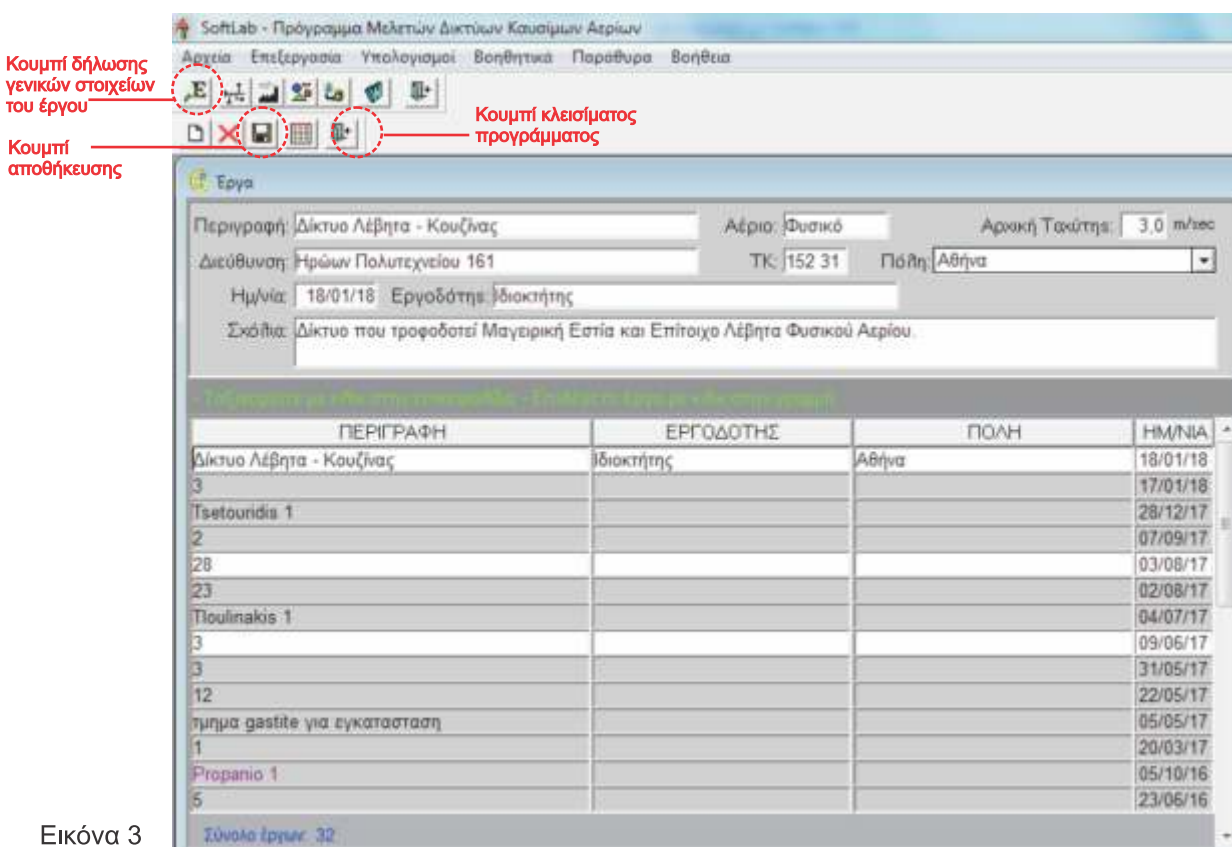 SoftLab - Πρόγραμμα Μελετών Δικτύων Καυσίμων Αερίων
Αρχεία Επεξεργασία Υπολογισμοί Βοηθητικά Παράθυρα Βοήθεια
Κουμπί δήλωσης
γενικών στοιχείων
του έργου
Κουμπί κλεισίματος
προγράμματος
Κουμπί
αποθήκευσης
Έργα
Περιγραφή: Δίκτυο Λέβητα - Κουζίνας Αέριο: Φυσικό Αρχική Ταχύτης: 3,0 m/sec
Διεύθυνση: Ηρώων Πολυτεχνείου 161 ΤΚ: 152 31 Πόλη: Αθήνα
Ημ/νία: 18/01/18 Εργοδότης: Ιδιοκτήτης
Σχόλια: Δίκτυο που τροφοδοτεί Μαγειρική Εστία και Επίτοιχο Λέβητα Φυσικού Αερίου.
ΠΕΡΙΓΡΑΦΗ ΕΡΓΟΔΟΤΗΣ ΠΟΛΗ ΗΜ/ΝΙΑ
Δίκτυο Λέβητα - Κουζίνας Ιδιοκτήτης Αθήνα 18/01/18
3 17/01/18
Tsetouridis 1 28/12/17
2 07/09/17
28 03/08/17
23 02/08/17
Tloulinakis 1 04/07/17
3 09/06/17
3 31/05/17
12 22/05/17
τμημα gastite για εγκατασταση 05/05/17
1 20/03/17
Propanio 1 05/10/16
5 23/06/16
Σύνολο έργων: 32
Εικόνα 3